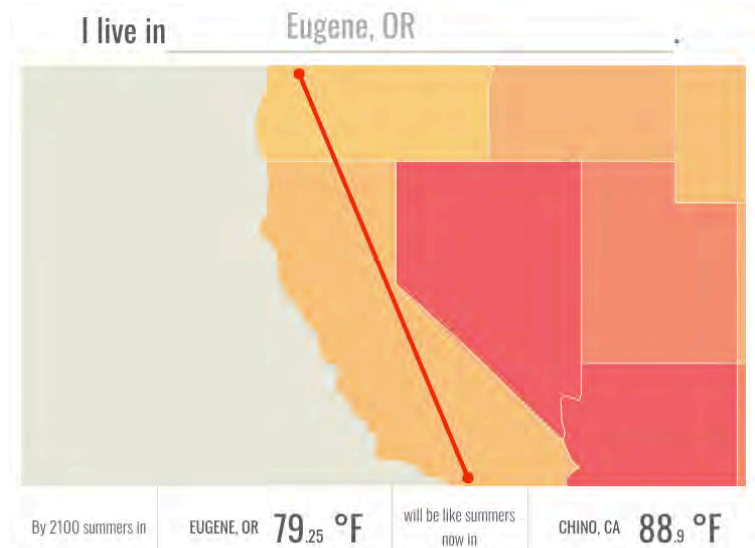 I live in Eugene, OR .
By 2100 summers in EUGENE, OR 79.25 °F will be like summers
now in CHINO, CA 88.9 °F